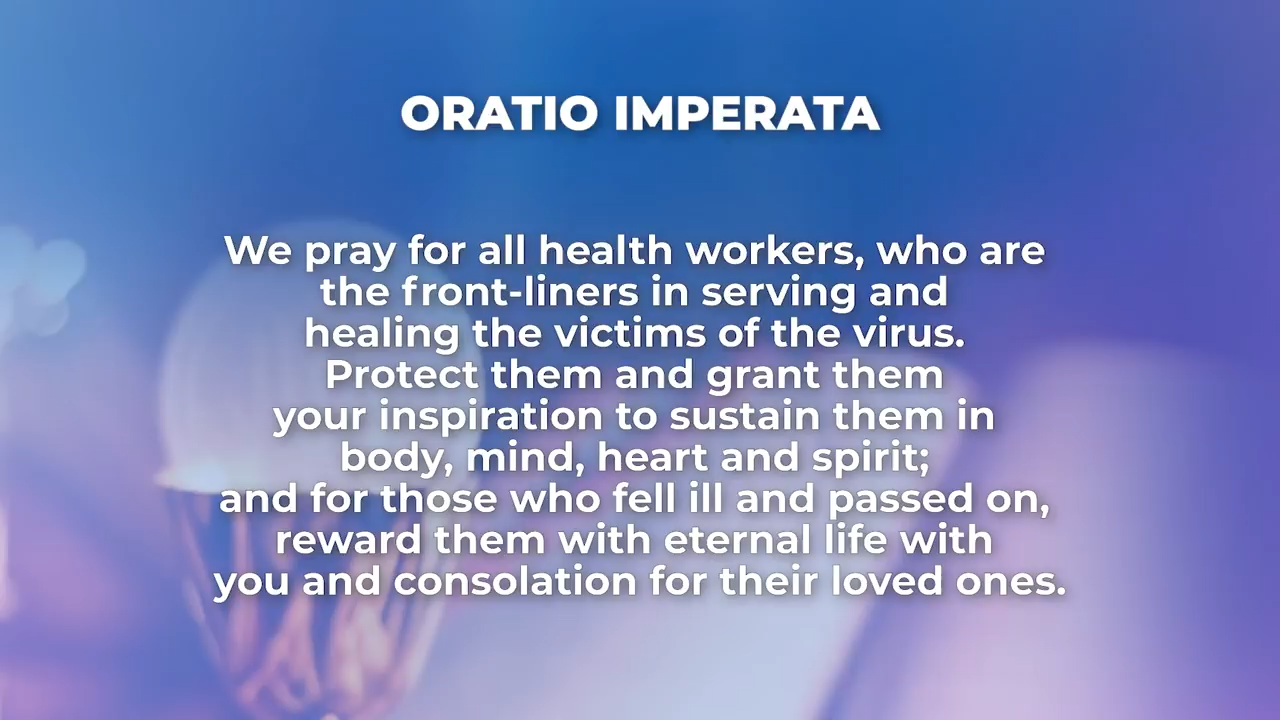 ORATIO IMPERATA
We pray for all health workers, who are
the front-liners in serving and
healing the victims of the virus.
Protect them and grant them
your inspiration to sustain them in
body, mind, heart and spirit;
and for those who fell ill and passed on,
reward them with eternal life with
you and consolation for their loved ones.